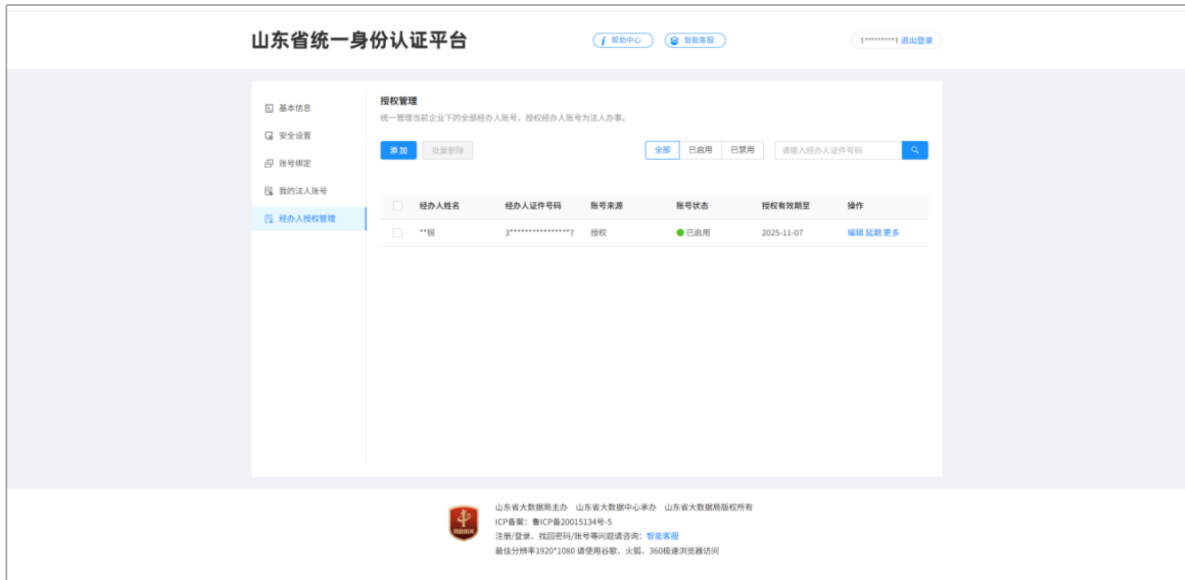 山东省统一身份认证平台
帮助中心 智能客服
1*********1 退出登录
基本信息
安全设置
账号绑定
我的法人账号
经办人授权管理
授权管理
统一管理当前企业下的全部经办人账号，授权经办人账号为法人办事。
添加 批量删除 全部 已启用 已禁用 请输入经办人证件号码
经办人姓名 经办人证件号码 账号来源 账号状态 授权有效期至 操作
**锐 3****************7 授权 已启用 2025-11-07 编辑 延期 更多
山东省大数据局主办 山东省大数据中心承办 山东省大数据局版权所有
ICP备案：鲁ICP备20015134号-5
注册/登录、找回密码/账号等问题请咨询：智能客服
最佳分辨率1920*1080 请使用谷歌、火狐、360极速浏览器访问